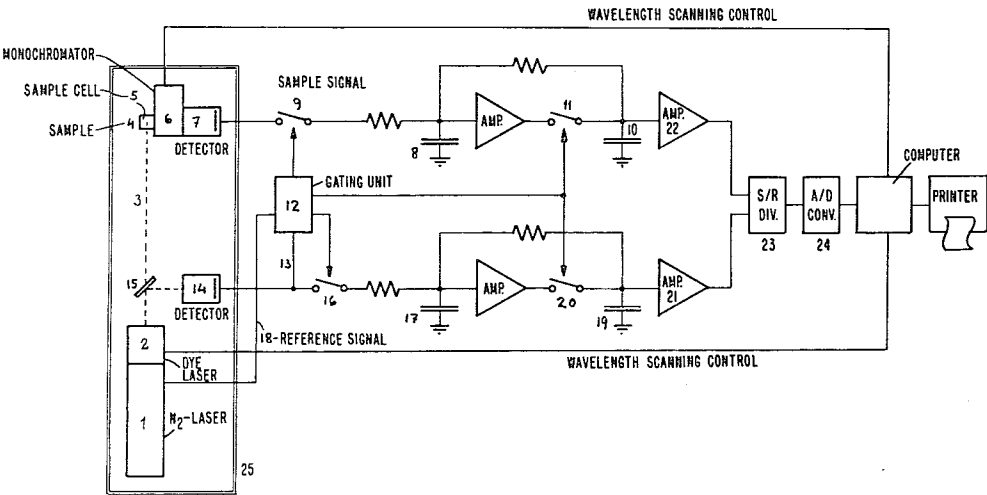 WAVELENGTH SCANNING CONTROL
MONOCHROMATOR
SAMPLE CELL
5
4
SAMPLE
6
7
DETECTOR
SAMPLE SIGNAL
9
8
AMP.
11
10
AMP.
22
COMPUTER
GATING UNIT
12
3
13
S/R
DIV.
23
A/D
CONV.
24
PRINTER
15
14
DETECTOR
16
17
AMP.
20
19
AMP.
21
18-REFERENCE SIGNAL
2
DYE
LASER
WAVELENGTH SCANNING CONTROL
1
N2-LASER
25